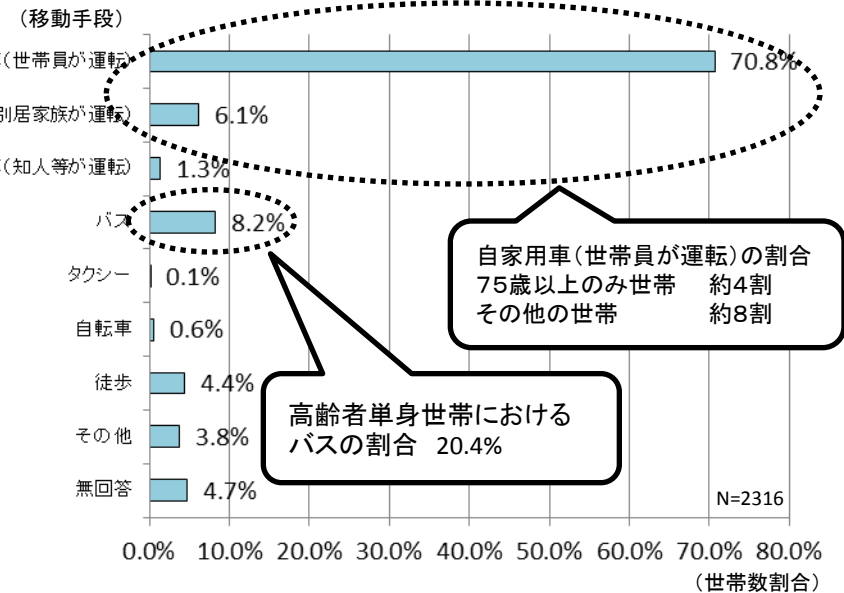 （移動手段）
（世帯員が運転） 70.8%
別居家族が運転） 6.1%
（知人等が運転） 1.3%
バス 8.2%
タクシー 0.1%
自転車 0.6%
徒歩 4.4%
その他 3.8%
無回答 4.7%
自家用車（世帯員が運転）の割合
75歳以上のみ世帯 約4割
その他の世帯 約8割
高齢者単身世帯における
バスの割合 20.4%
N=2316
0.0% 10.0% 20.0% 30.0% 40.0% 50.0% 60.0% 70.0% 80.0%
（世帯数割合）